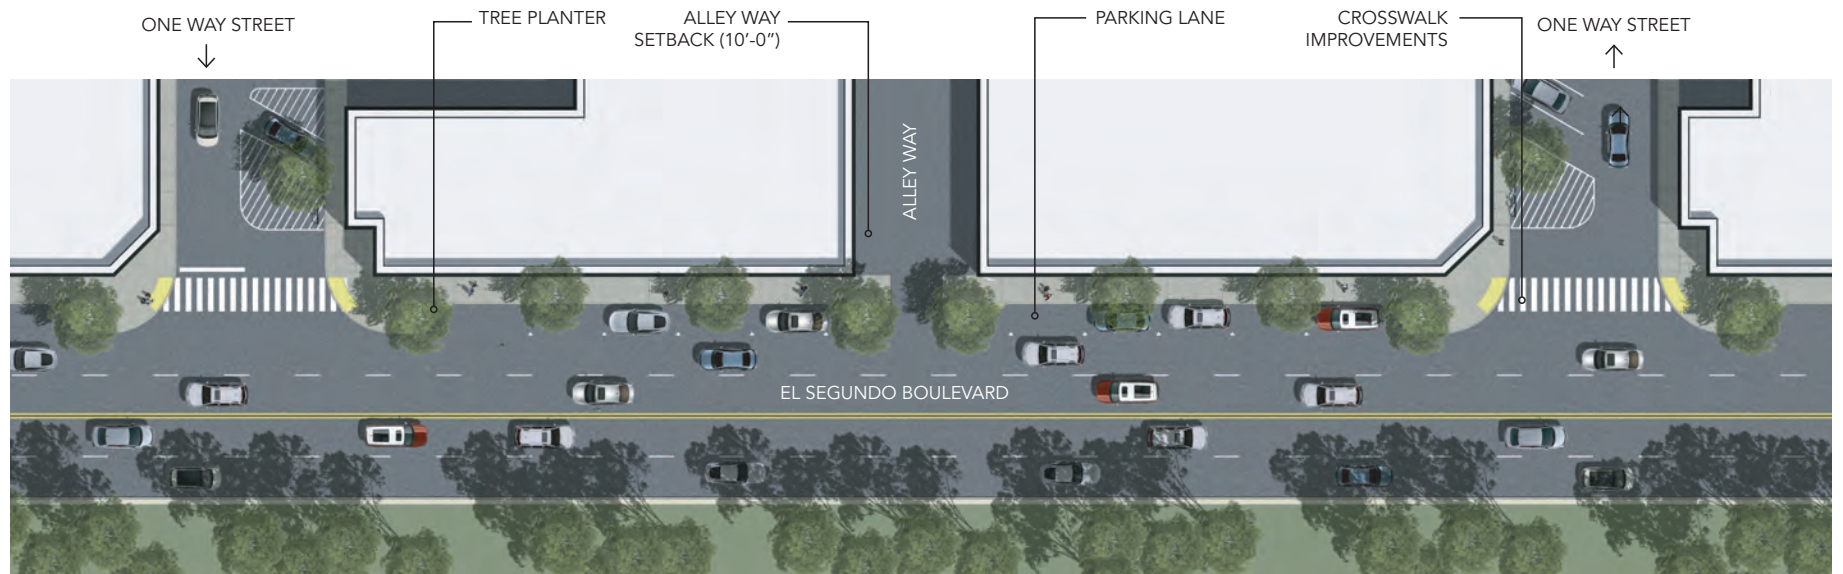 ONE WAY STREET
TREE PLANTER
ALLEY WAY
SETBACK (10’-0”)
PARKING LANE
CROSSWALK
IMPROVEMENTS
ONE WAY STREET
ALLEY WAY
EL SEGUNDO BOULEVARD